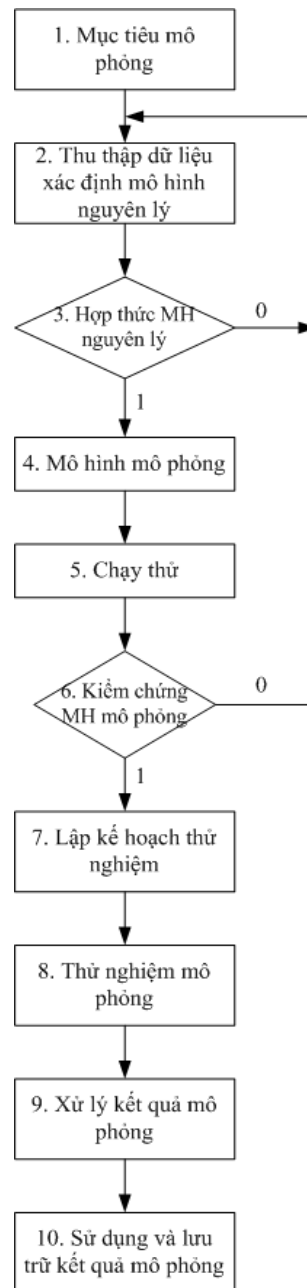 1. Mục tiêu mô
phỏng
2. Thu thập dữ liệu
xác định mô hình
nguyên lý
3. Hợp thức MH
nguyên lý
0
1
4. Mô hình mô phỏng
5. Chạy thử
6. Kiểm chứng
MH mô phỏng
0
1
7. Lập kế hoạch thử
nghiệm
8. Thử nghiệm mô
phỏng
9. Xử lý kết quả mô
phỏng
10. Sử dụng và lưu
trữ kết quả mô phỏng